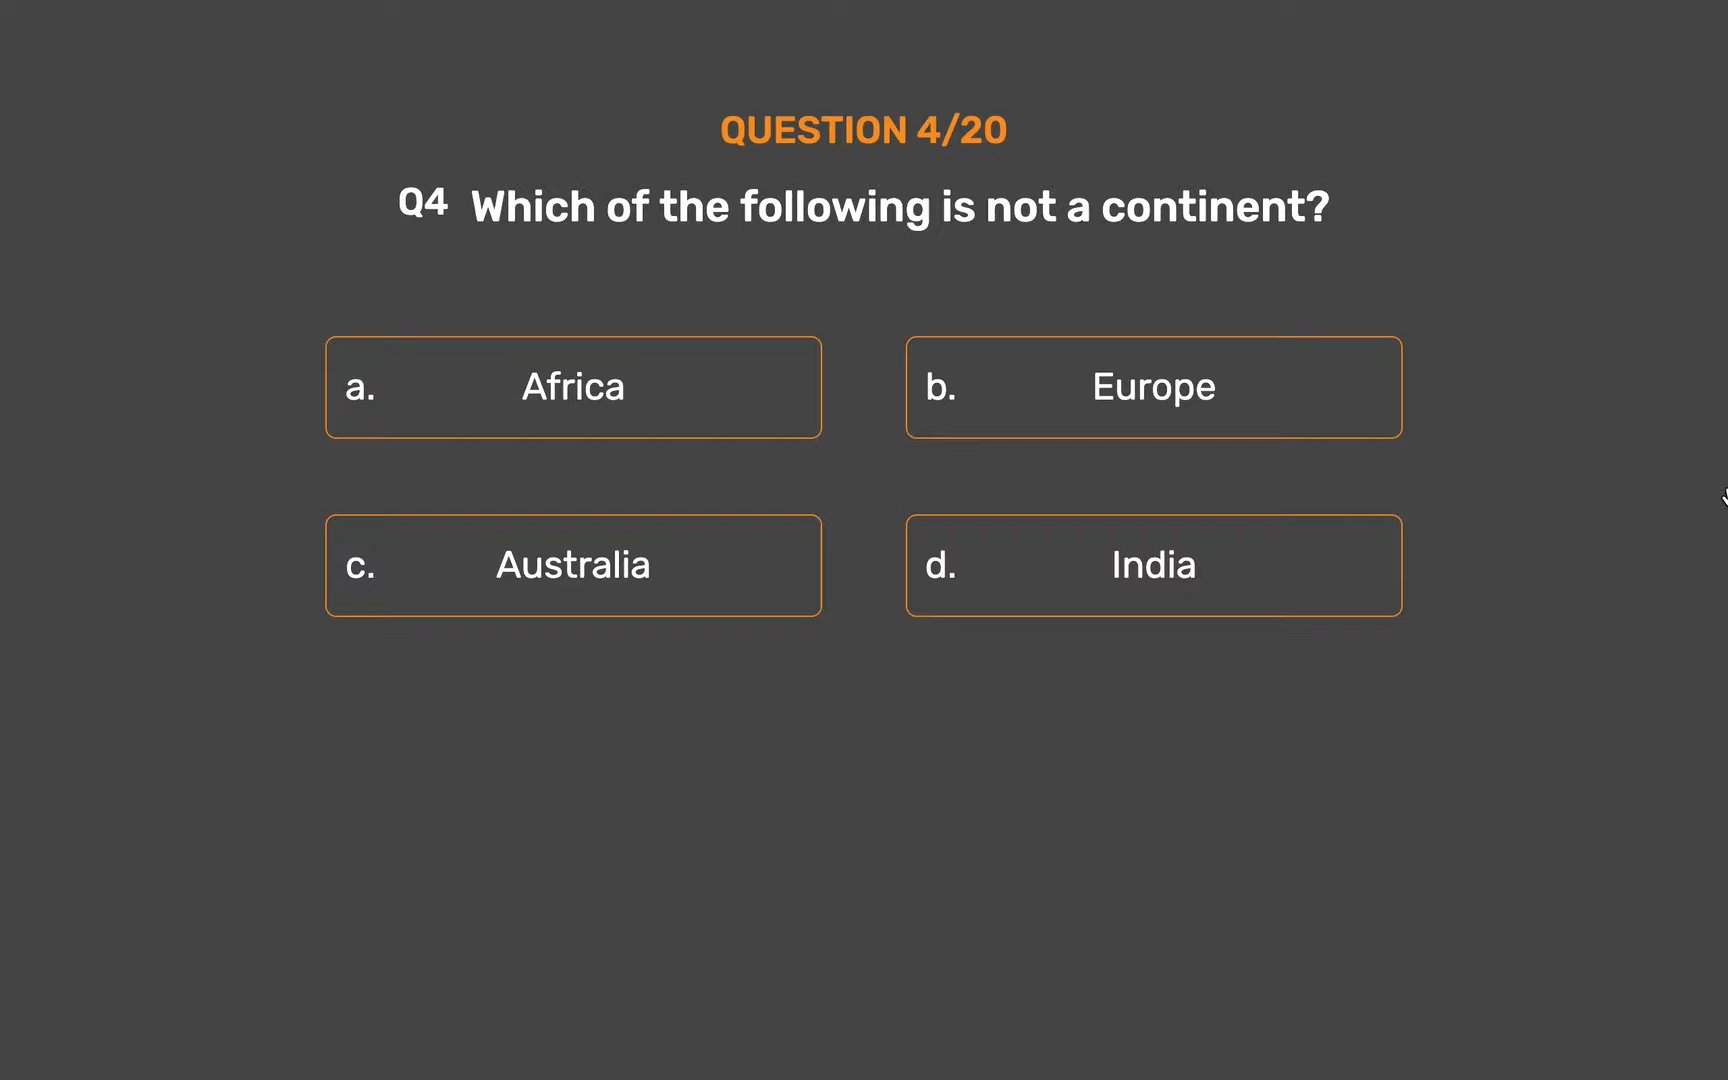 QUESTION 4/20
Q4 Which of the following is not a continent?
a. Africa
b. Europe
c. Australia
d. India